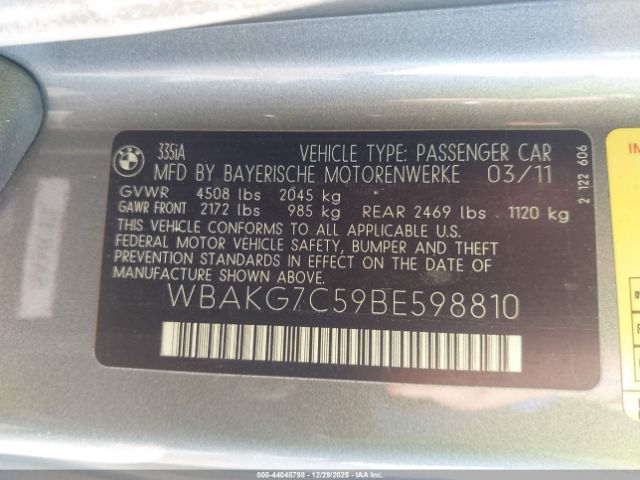 BMW
335iA VEHICLE TYPE: PASSENGER CAR
MFD BY BAYERISCHE MOTORENWERKE 03/11
GVWR 4508 lbs 2045 kg
GAWR FRONT 2172 lbs 985 kg REAR 2469 lbs 1120 kg
THIS VEHICLE CONFORMS TO ALL APPLICABLE U.S.
FEDERAL MOTOR VEHICLE SAFETY, BUMPER AND THEFT
PREVENTION STANDARDS IN EFFECT ON THE DATE OF
MANUFACTURE SHOWN ABOVE.
WBAKG7C59BE598810
2 122 606
000-44048798 - 12/29/2025 - IAAI.com